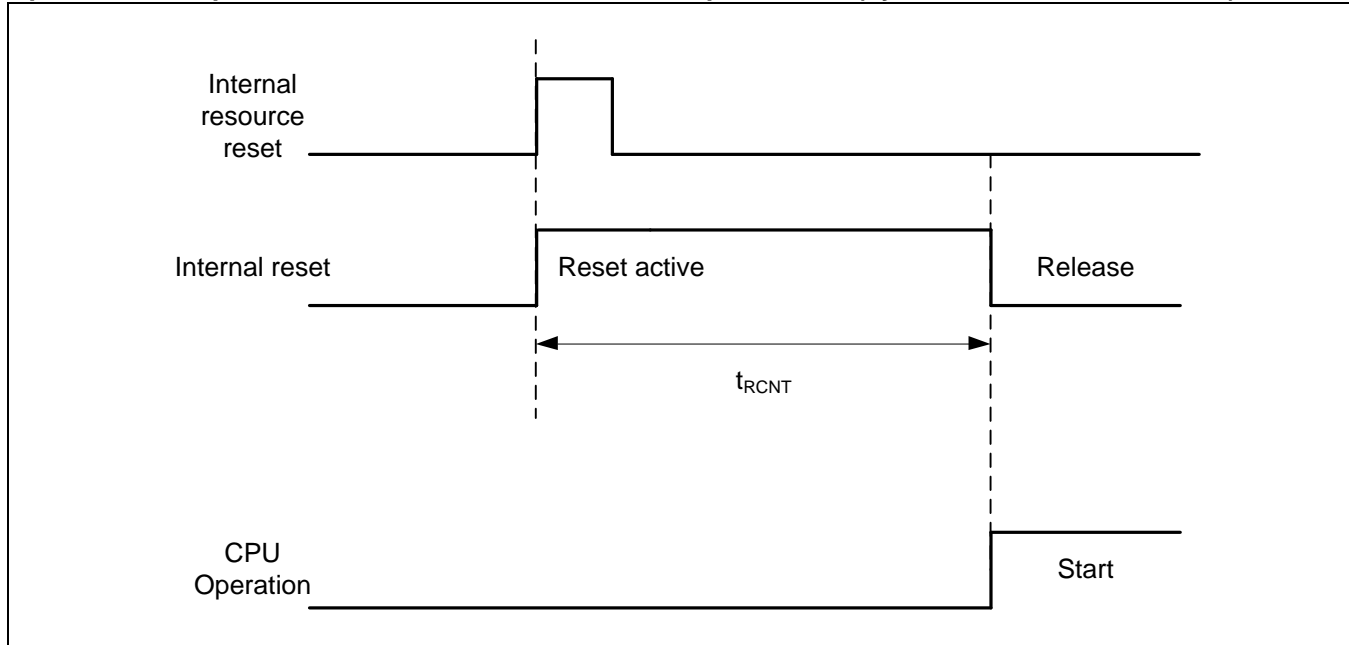 Internal
resource
reset
Internal reset
Reset active
Release
tRCNT
CPU
Operation
Start